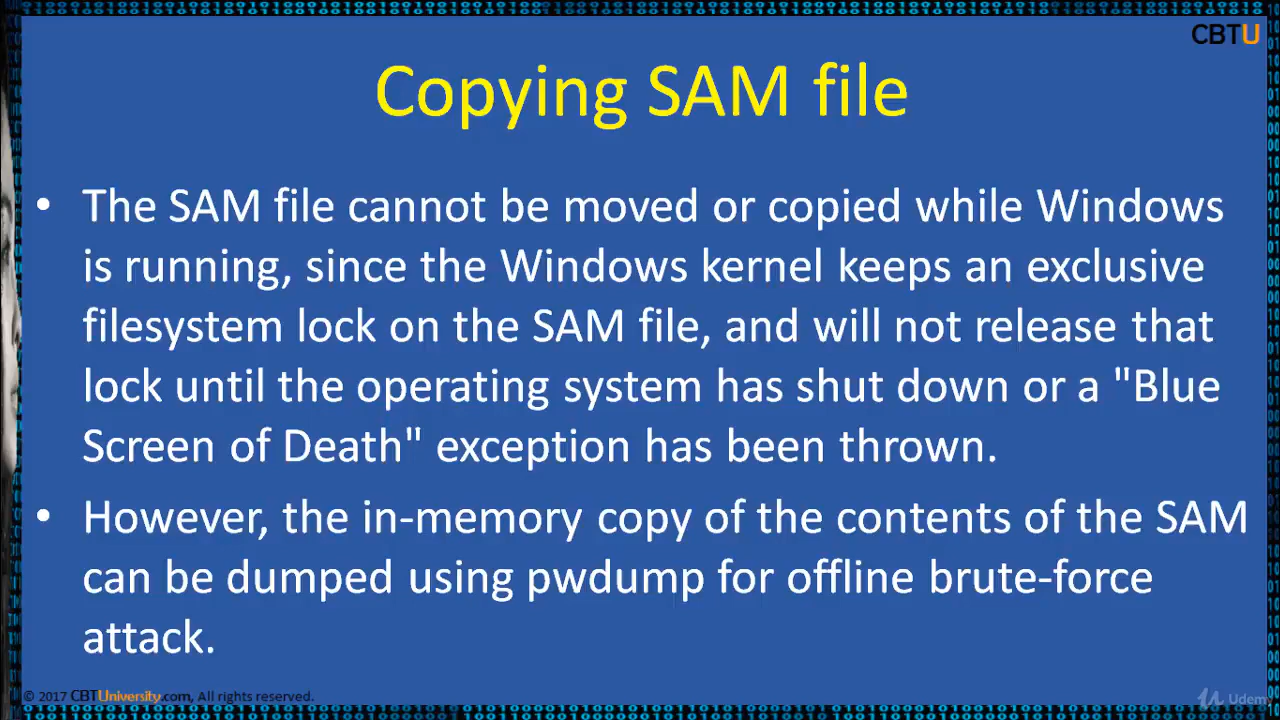 CBTU
Copying SAM file
• The SAM file cannot be moved or copied while Windows
is running, since the Windows kernel keeps an exclusive
filesystem lock on the SAM file, and will not release that
lock until the operating system has shut down or a "Blue
Screen of Death" exception has been thrown.
• However, the in-memory copy of the contents of the SAM
can be dumped using pwdump for offline brute-force
attack.
© 2017 CBTUniversity.com, All rights reserved.
Udemy